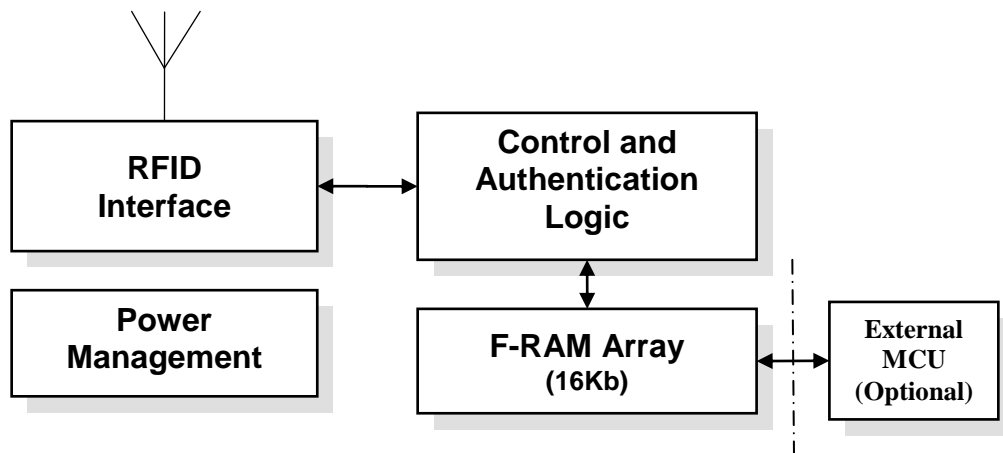 RFID
Interface
Control and
Authentication
Logic
Power
Management
F-RAM Array
(16Kb)
External
MCU
(Optional)